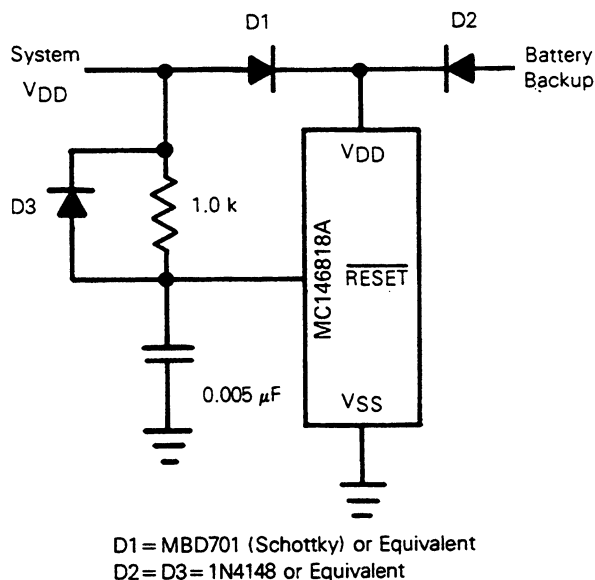 D1
D2
System
VDD
Battery
Backup
VDD
D3
1.0 k
MC146818A
RESET
0.005 μF
VSS
D1=MBD701 (Schottky) or Equivalent
D2=D3=1N4148 or Equivalent